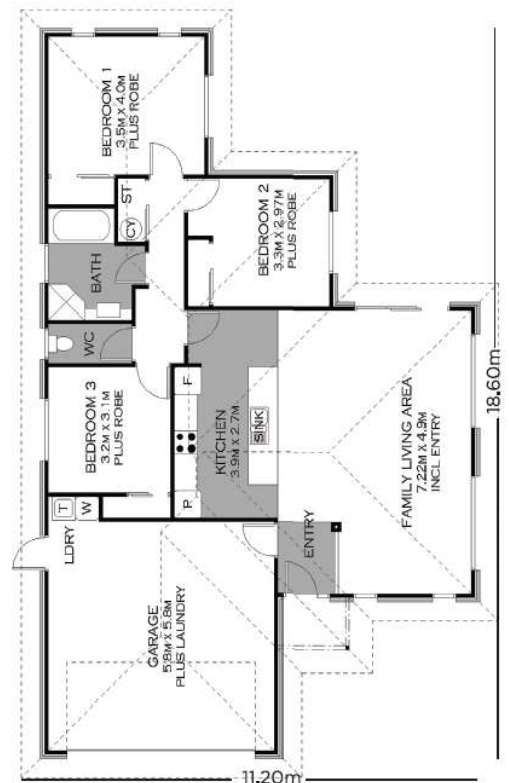 BEDROOM 1
3.5M X 4.0M
PLUS ROBE
ST
CY
BEDROOM 2
3.3M X 2.97M
PLUS ROBE
BATH
WC
BEDROOM 3
3.2M X 3.1M
PLUS ROBE
F
P
KITCHEN
3.9M X 2.7M
SINK
FAMILY LIVING AREA
7.22M X 4.9M
INCL ENTRY
18.60m
T
W
LDRY
ENTRY
GARAGE
5.8M X 5.8M
PLUS LAUNDRY
11.20m